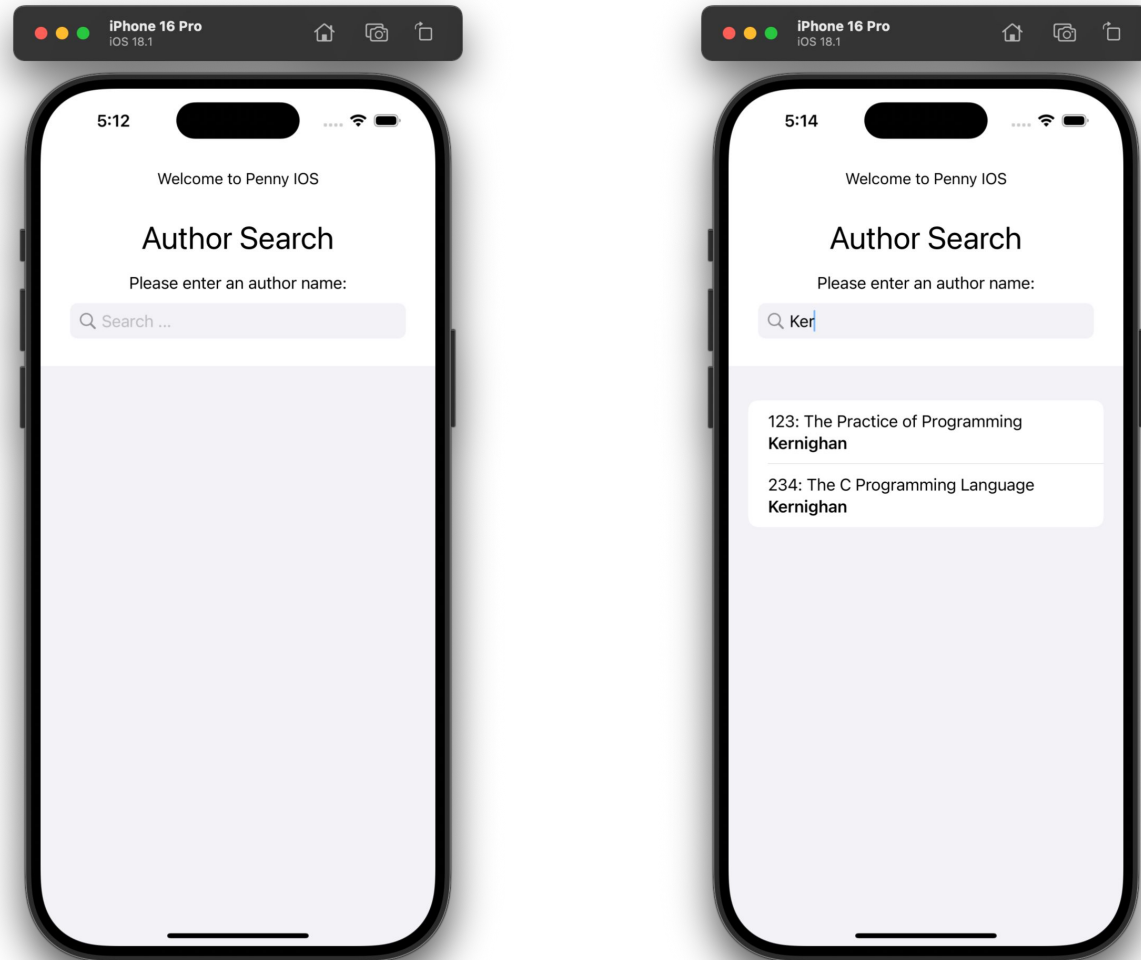 iPhone 16 Pro
iOS 18.1
5:12
Welcome to Penny IOS
Author Search
Please enter an author name:
Search ...
iPhone 16 Pro
iOS 18.1
5:14
Welcome to Penny IOS
Author Search
Please enter an author name:
Ker
123: The Practice of Programming
Kernighan
234: The C Programming Language
Kernighan